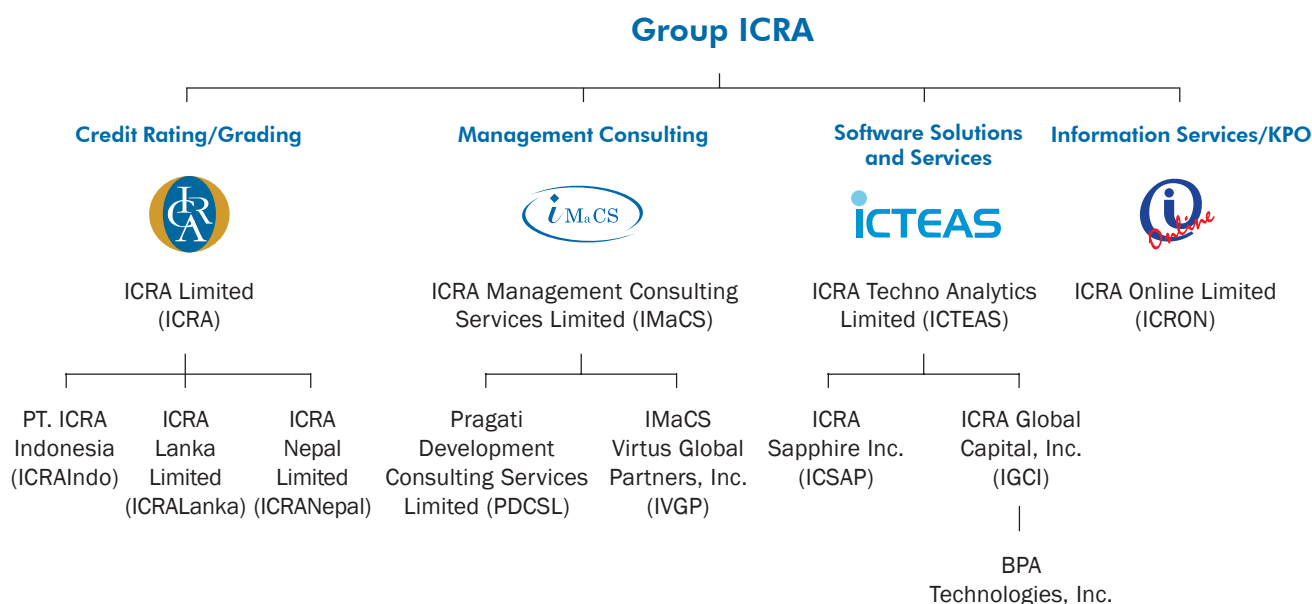 Group ICRA
Credit Rating/Grading
ICRA
ICRA Limited
(ICRA)
PT. ICRA
Indonesia
(ICRAIndo)
ICRA
Lanka
Limited
(ICRALanka)
ICRA
Nepal
Limited
(ICRANepal)
Management Consulting
iMaCS
ICRA Management Consulting
Services Limited (IMaCS)
Pragati
Development
Consulting Services
Limited (PDCSL)
IMaCS
Virtus Global
Partners, Inc.
(IVGP)
Software Solutions
and Services
ICTEAS
ICRA Techno Analytics
Limited (ICTEAS)
ICRA
Sapphire Inc.
(ICSAP)
ICRA Global
Capital, Inc.
(IGCI)
BPA
Technologies, Inc.
Information Services/KPO
i
Online
ICRA Online Limited
(ICRON)